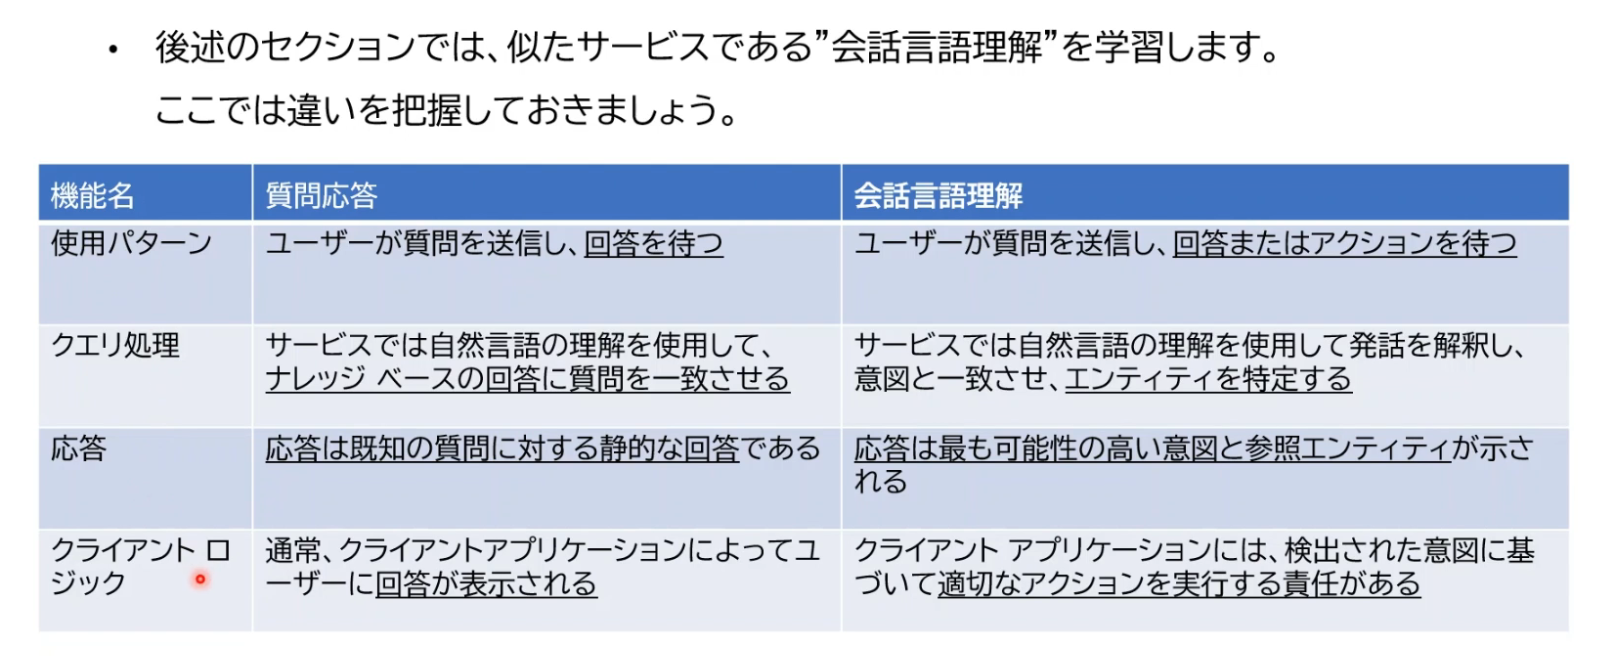 • 後述のセクションでは、似たサービスである”会話言語理解”を学習します。
ここでは違いを把握しておきましょう。
機能名
質問応答
会話言語理解
使用パターン
ユーザーが質問を送信し、回答を待つ
ユーザーが質問を送信し、回答またはアクションを待つ
クエリ処理
サービスでは自然言語の理解を使用して、
ナレッジ ベースの回答に質問を一致させる
サービスでは自然言語の理解を使用して発話を解釈し、
意図と一致させ、エンティティを特定する
応答
応答は既知の質問に対する静的な回答である
応答は最も可能性の高い意図と参照エンティティが示さ
れる
クライアント ロ
ジック
通常、クライアントアプリケーションによってユ
ーザーに回答が表示される
クライアント アプリケーションには、検出された意図に基
づいて適切なアクションを実行する責任がある